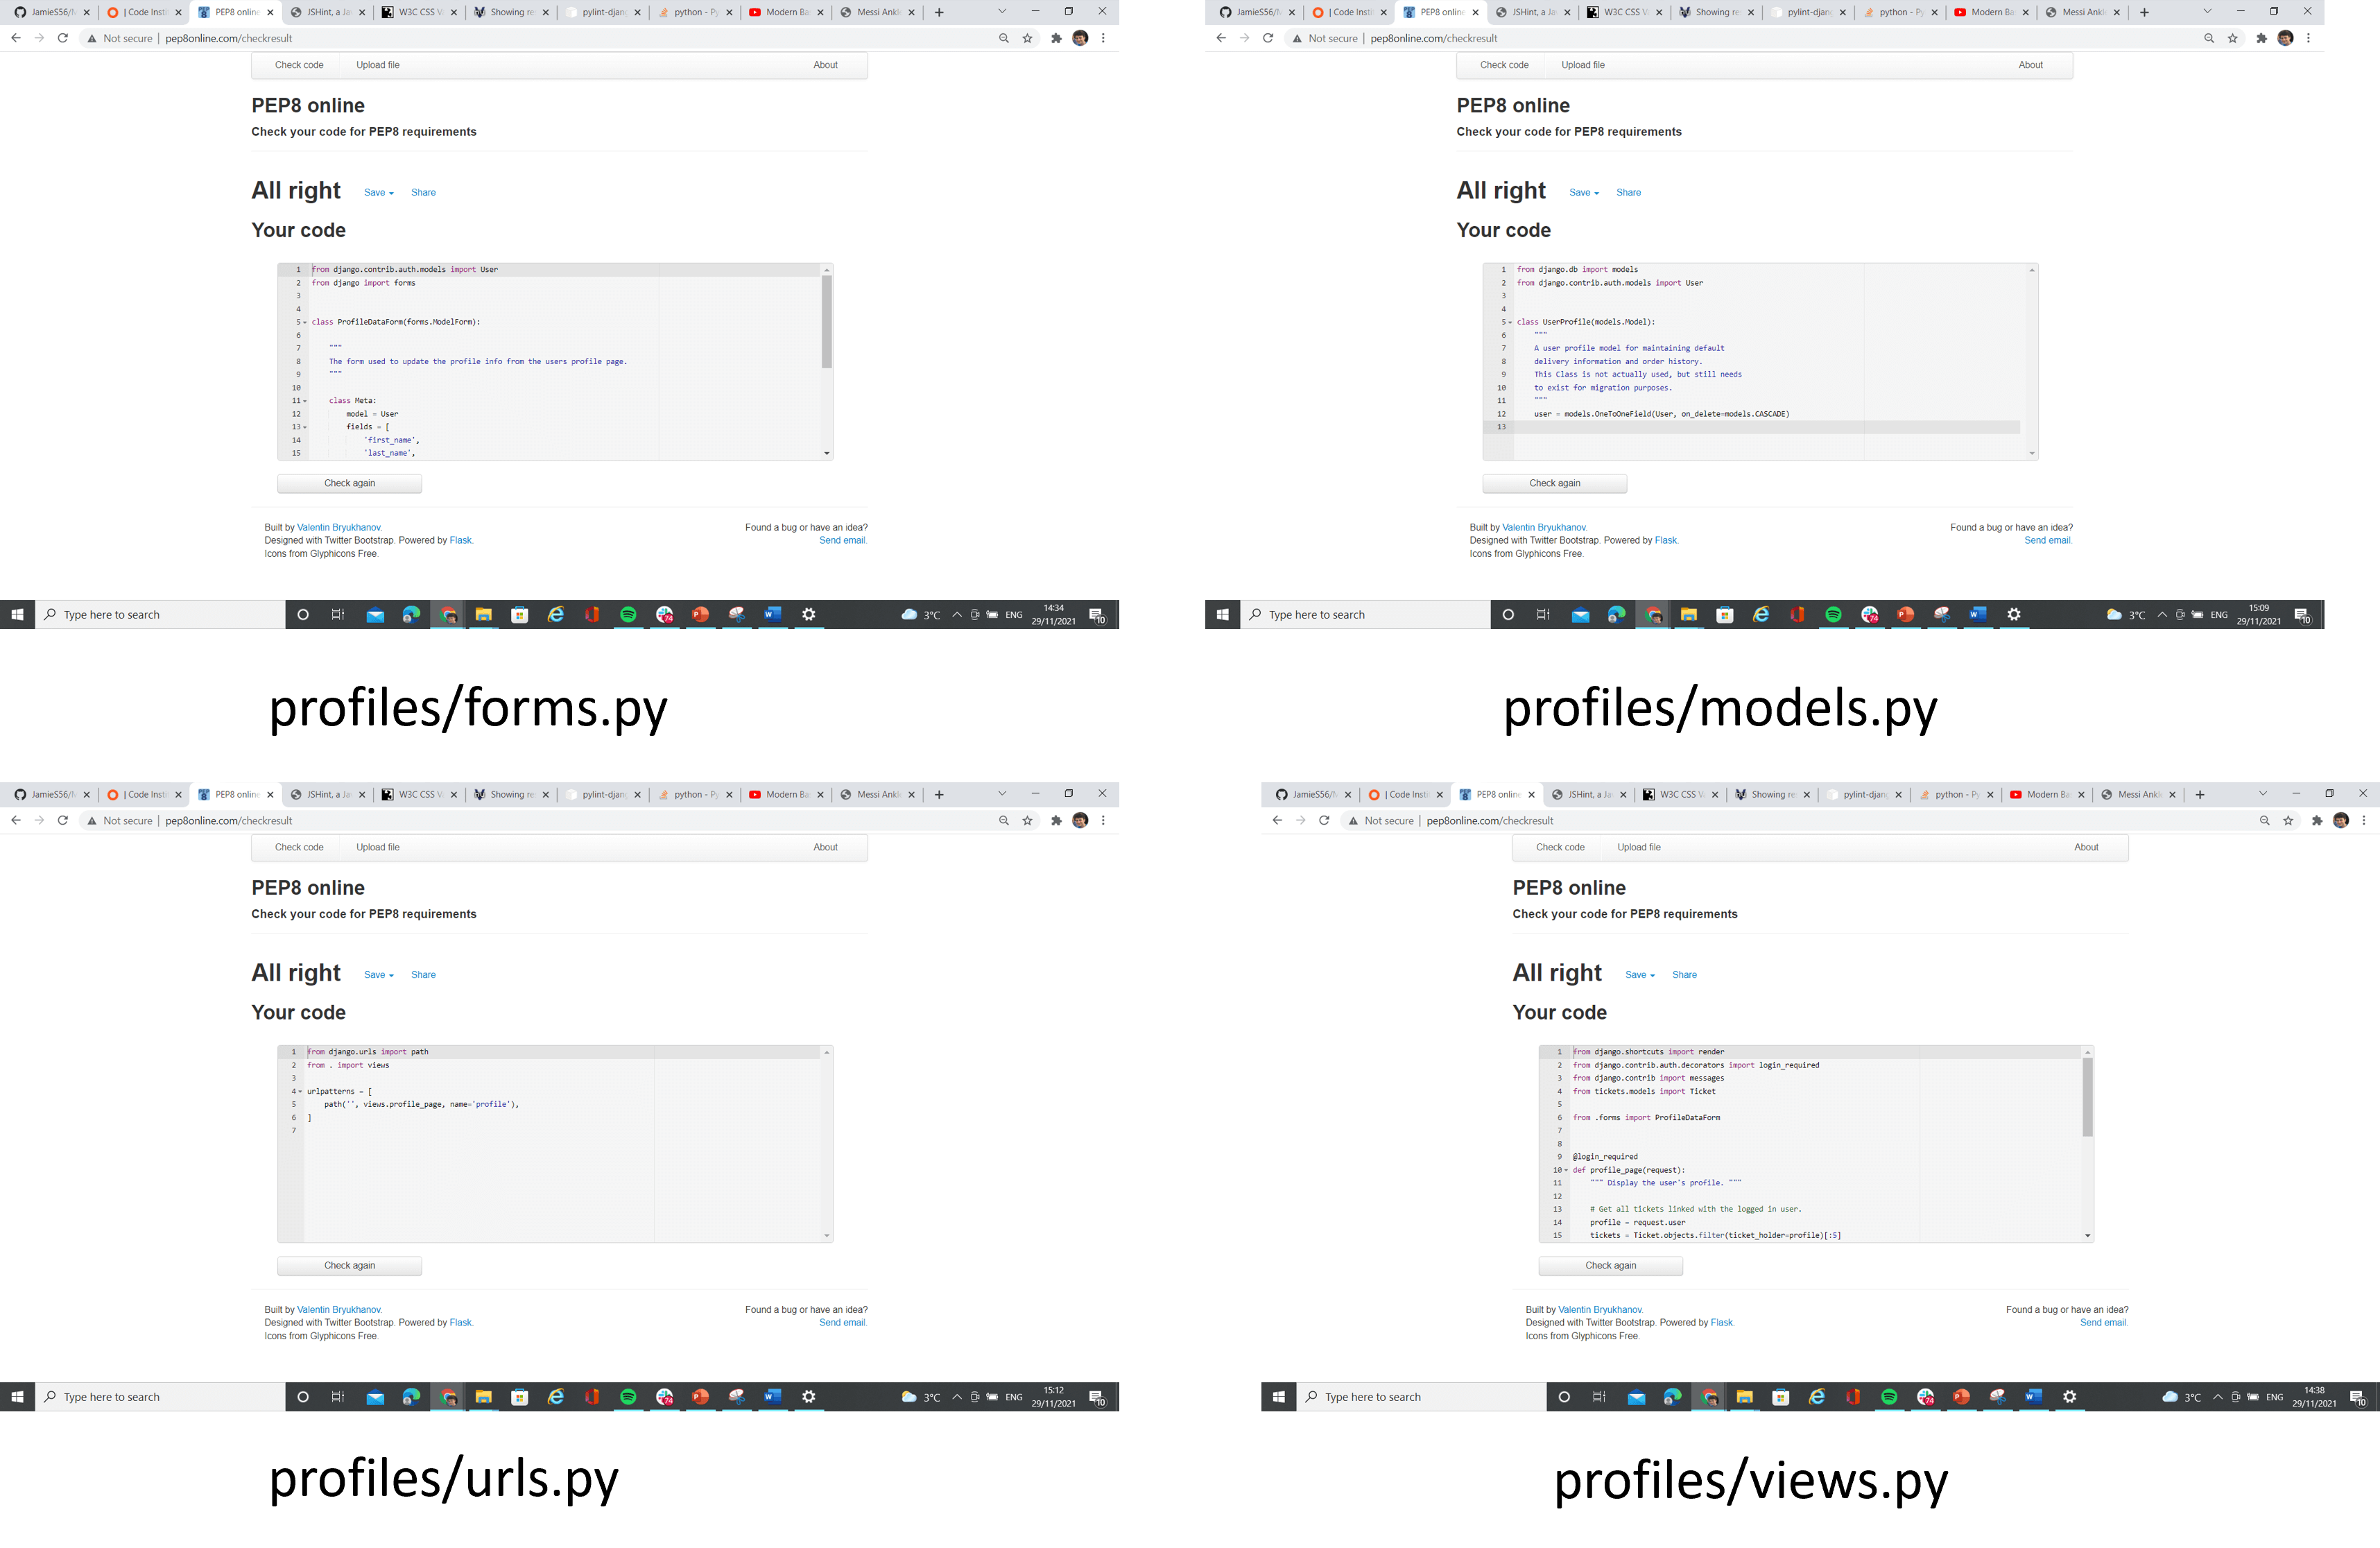 JamieS56/M
| Code Insti
PEP8 online
JSHint, a Ja
W3C CSS V
Showing re
pylint-djan
python - Py
Modern Ba
Messi Ankl
Not secure | pep8online.com/checkresult
Check code Upload file About
PEP8 online
Check your code for PEP8 requirements
All right Save Share
Your code
1 from django.contrib.auth.models import User
2 from django import forms
3
4
5 class ProfileDataForm(forms.ModelForm):
6
7 """
8 The form used to update the profile info from the users profile page.
9 """
10
11 class Meta:
12 model = User
13 fields = [
14 'first_name',
15 'last_name',
Check again
Built by Valentin Bryukhanov. Found a bug or have an idea?
Designed with Twitter Bootstrap. Powered by Flask. Send email.
Icons from Glyphicons Free.
Type here to search 74 3°C ENG 14:34 29/11/2021 10
profiles/forms.py
JamieS56/M
| Code Insti
PEP8 online
JSHint, a Ja
W3C CSS V
Showing re
pylint-djan
python - Py
Modern Ba
Messi Ankl
Not secure | pep8online.com/checkresult
Check code Upload file About
PEP8 online
Check your code for PEP8 requirements
All right Save Share
Your code
1 from django.db import models
2 from django.contrib.auth.models import User
3
4
5 class UserProfile(models.Model):
6 """
7 A user profile model for maintaining default
8 delivery information and order history.
9 This Class is not actually used, but still needs
10 to exist for migration purposes.
11 """
12 user = models.OneToOneField(User, on_delete=models.CASCADE)
13
Check again
Built by Valentin Bryukhanov. Found a bug or have an idea?
Designed with Twitter Bootstrap. Powered by Flask. Send email.
Icons from Glyphicons Free.
Type here to search 74 3°C ENG 15:09 29/11/2021 10
profiles/models.py
JamieS56/M
| Code Insti
PEP8 online
JSHint, a Ja
W3C CSS V
Showing re
pylint-djan
python - Py
Modern Ba
Messi Ankl
Not secure | pep8online.com/checkresult
Check code Upload file About
PEP8 online
Check your code for PEP8 requirements
All right Save Share
Your code
1 from django.urls import path
2 from . import views
3
4 urlpatterns = [
5 path('', views.profile_page, name='profile'),
6 ]
7
Check again
Built by Valentin Bryukhanov. Found a bug or have an idea?
Designed with Twitter Bootstrap. Powered by Flask. Send email.
Icons from Glyphicons Free.
Type here to search 74 3°C ENG 15:12 29/11/2021 10
profiles/urls.py
JamieS56/M
| Code Insti
PEP8 online
JSHint, a Ja
W3C CSS V
Showing re
pylint-djan
python - Py
Modern Ba
Messi Ankl
Not secure | pep8online.com/checkresult
Check code Upload file About
PEP8 online
Check your code for PEP8 requirements
All right Save Share
Your code
1 from django.shortcuts import render
2 from django.contrib.auth.decorators import login_required
3 from django.contrib import messages
4 from tickets.models import Ticket
5
6 from .forms import ProfileDataForm
7
8
9 @login_required
10 def profile_page(request):
11 """ Display the user's profile. """
12
13 # Get all tickets linked with the logged in user.
14 profile = request.user
15 tickets = Ticket.objects.filter(ticket_holder=profile)[:5]
Check again
Built by Valentin Bryukhanov. Found a bug or have an idea?
Designed with Twitter Bootstrap. Powered by Flask. Send email.
Icons from Glyphicons Free.
Type here to search 74 3°C ENG 14:38 29/11/2021 10
profiles/views.py